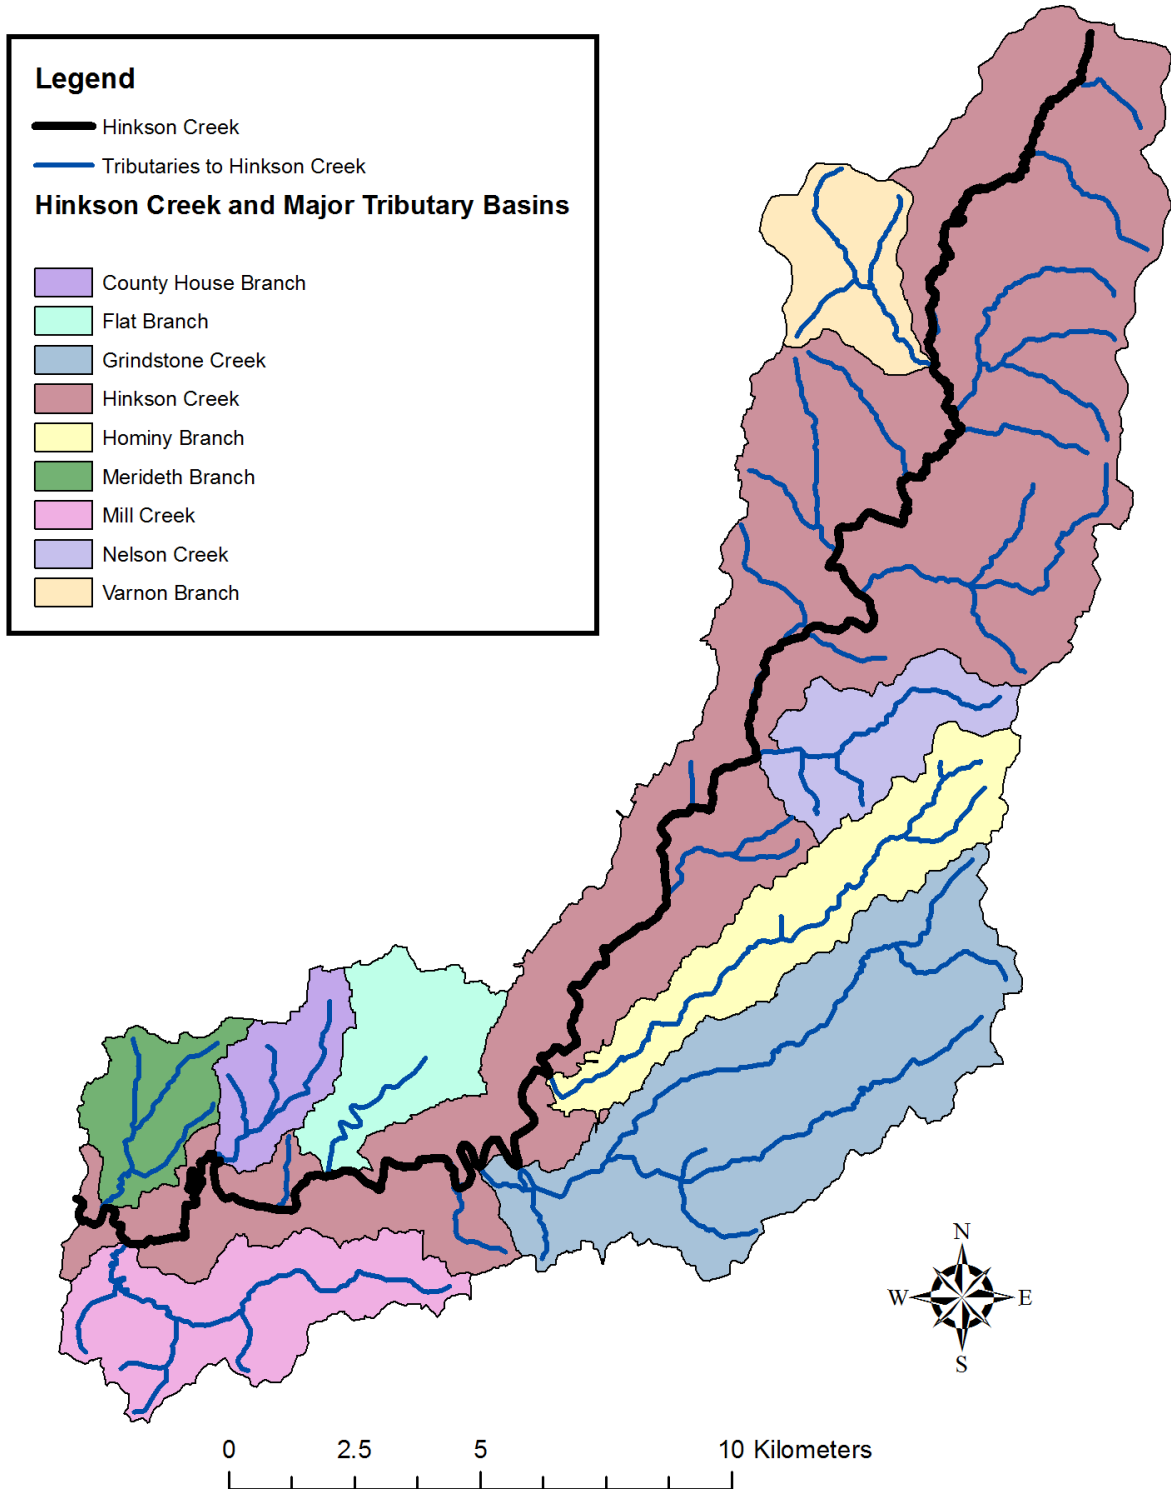 Legend
Hinkson Creek
Tributaries to Hinkson Creek
Hinkson Creek and Major Tributary Basins
County House Branch
Flat Branch
Grindstone Creek
Hinkson Creek
Hominy Branch
Merideth Branch
Mill Creek
Nelson Creek
Varnon Branch
N
W E
S
0 2.5 5 10 Kilometers